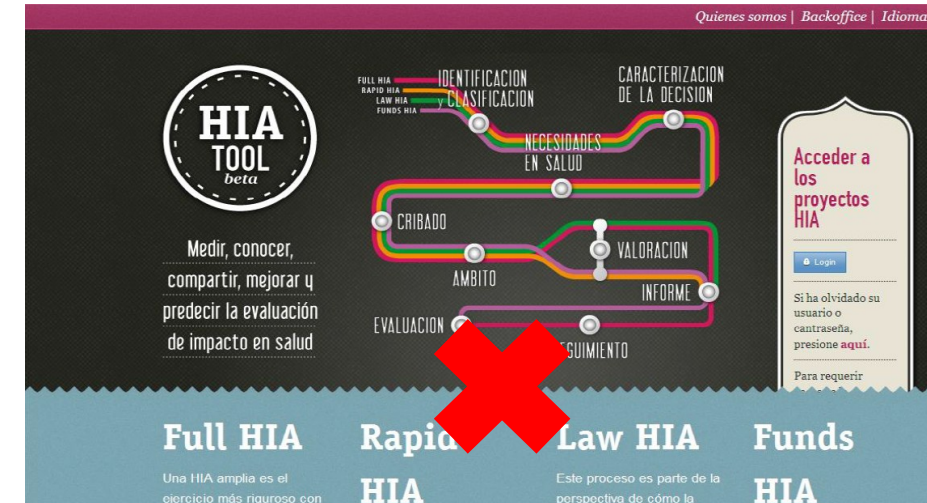 Quienes somos | Backoffice | Idioma
FULL HIA
RAPID HIA
LAW HIA
FUNDS HIA
IDENTIFICACION
y CLASIFICACION
CARACTERIZACION
DE LA DECISION
NECESIDADES
EN SALUD
HIA
TOOL
beta
CRIBADO
VALORACION
AMBITO
INFORME
EVALUACION
EGUIMIENTO
Medir, conocer,
compartir, mejorar y
predecir la evaluación
de impacto en salud
Acceder a
los
proyectos
HIA
Login
Si ha olvidado su
usuario o
cantraseña,
presione aquí.
Para requerir
Full HIA
Una HIA amplia es el
ejercicio más riguroso con
Rapid
HIA
Law HIA
Este proceso es parte de la
perspectiva de cómo la
Funds
HIA